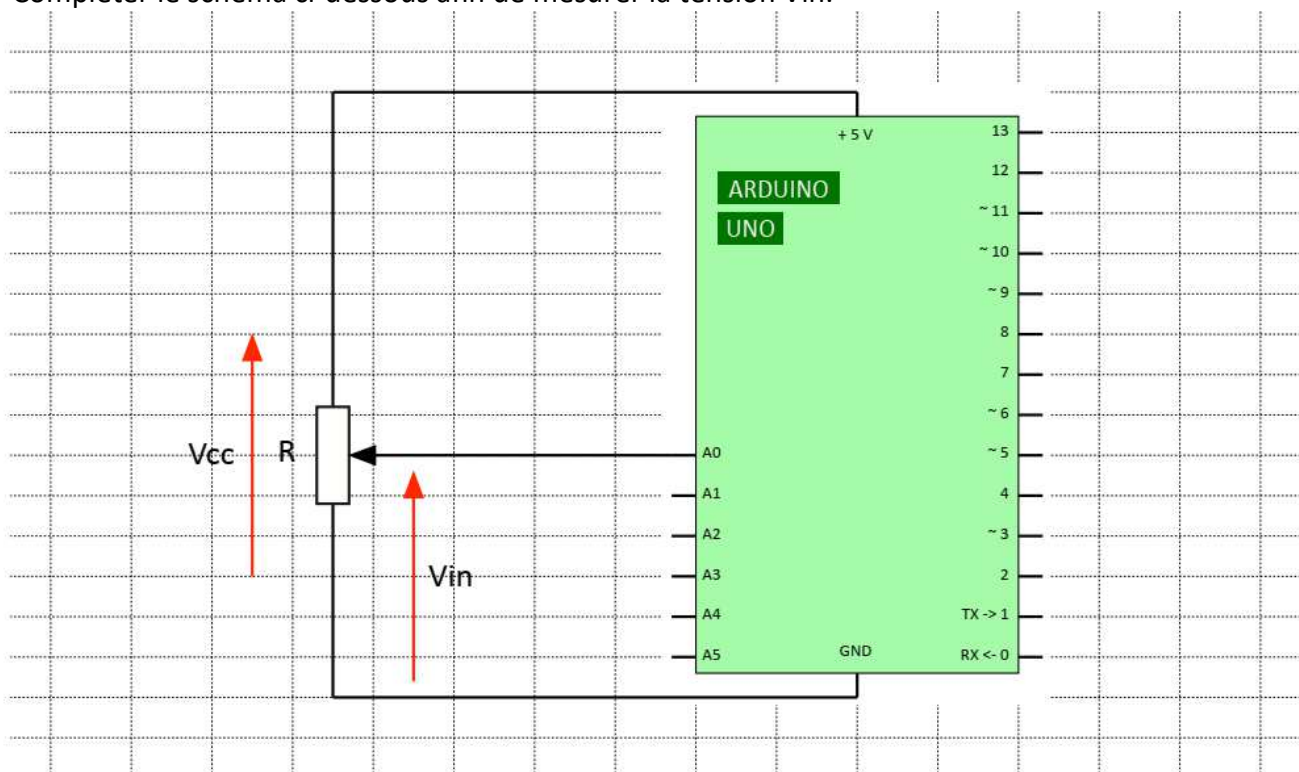 Compléter le schéma ci-dessous afin de mesurer la tension Vin.
+ 5 V
13
12
ARDUINO
~ 11
UNO
~ 10
~ 9
8
7
~ 6
Vcc
R
A0
~ 5
A1
4
A2
~ 3
Vin
A3
2
A4
TX -> 1
A5
GND
RX <- 0